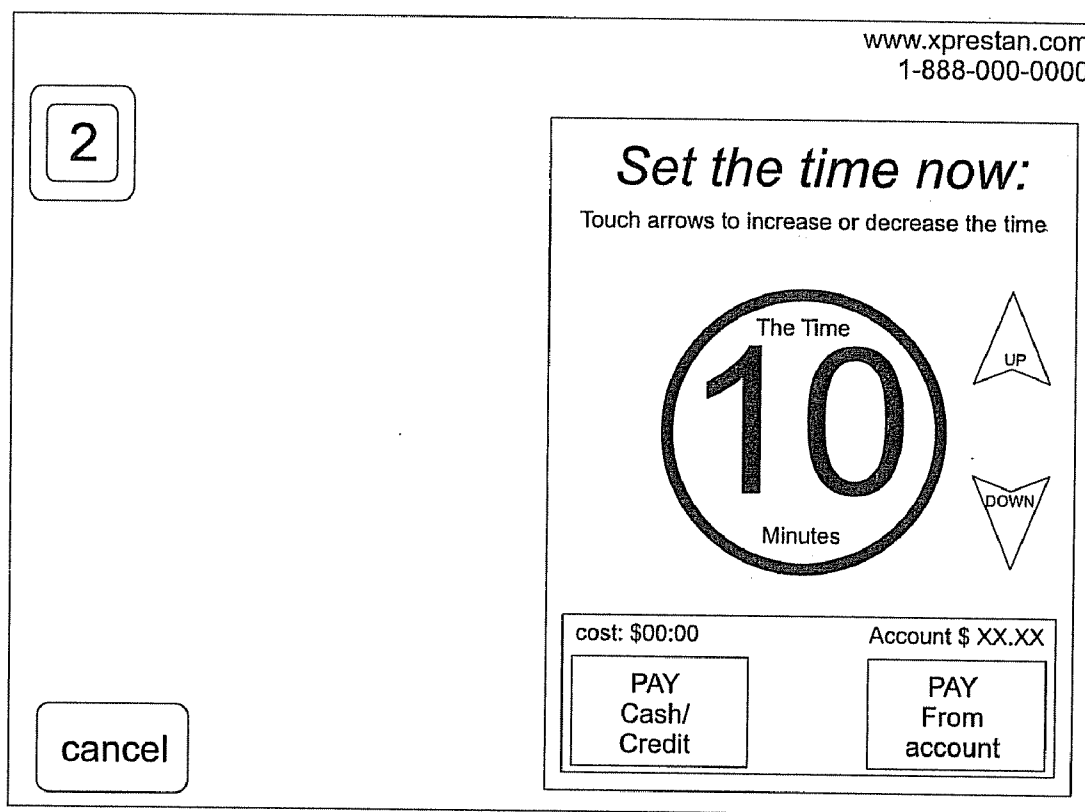 www.xprestan.com
1-888-000-0000
2
Set the time now:
Touch arrows to increase or decrease the time
The Time
10
Minutes
UP
DOWN
cost: $00:00
Account $ XX.XX
PAY
Cash/
Credit
PAY
From
account
cancel